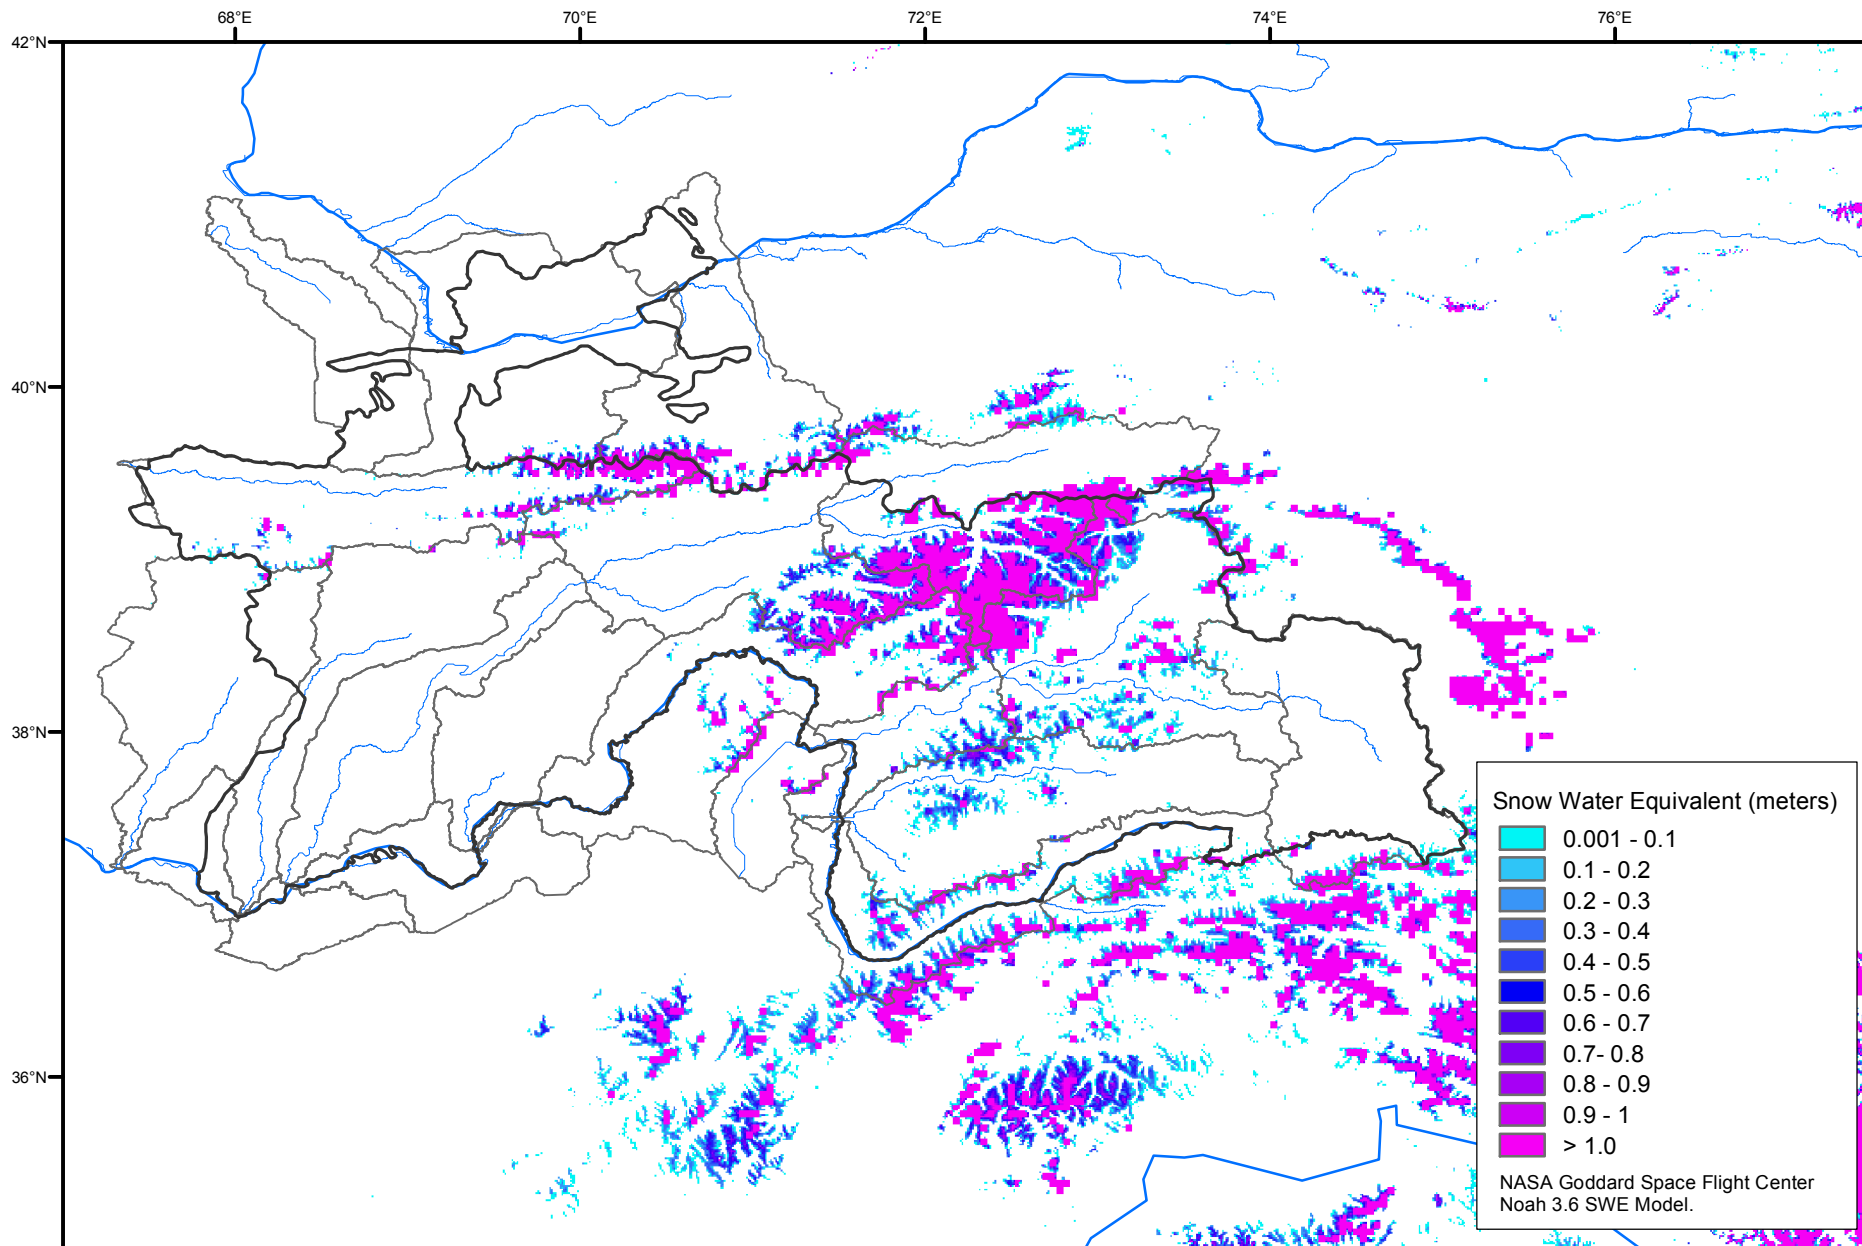 68°E
70°E
72°E
74°E
76°E
42°N
40°N
38°N
36°N
Snow Water Equivalent (meters)
0.001 - 0.1
0.1 - 0.2
0.2 - 0.3
0.3 - 0.4
0.4 - 0.5
0.5 - 0.6
0.6 - 0.7
0.7- 0.8
0.8 - 0.9
0.9 - 1
> 1.0
NASA Goddard Space Flight Center
Noah 3.6 SWE Model.